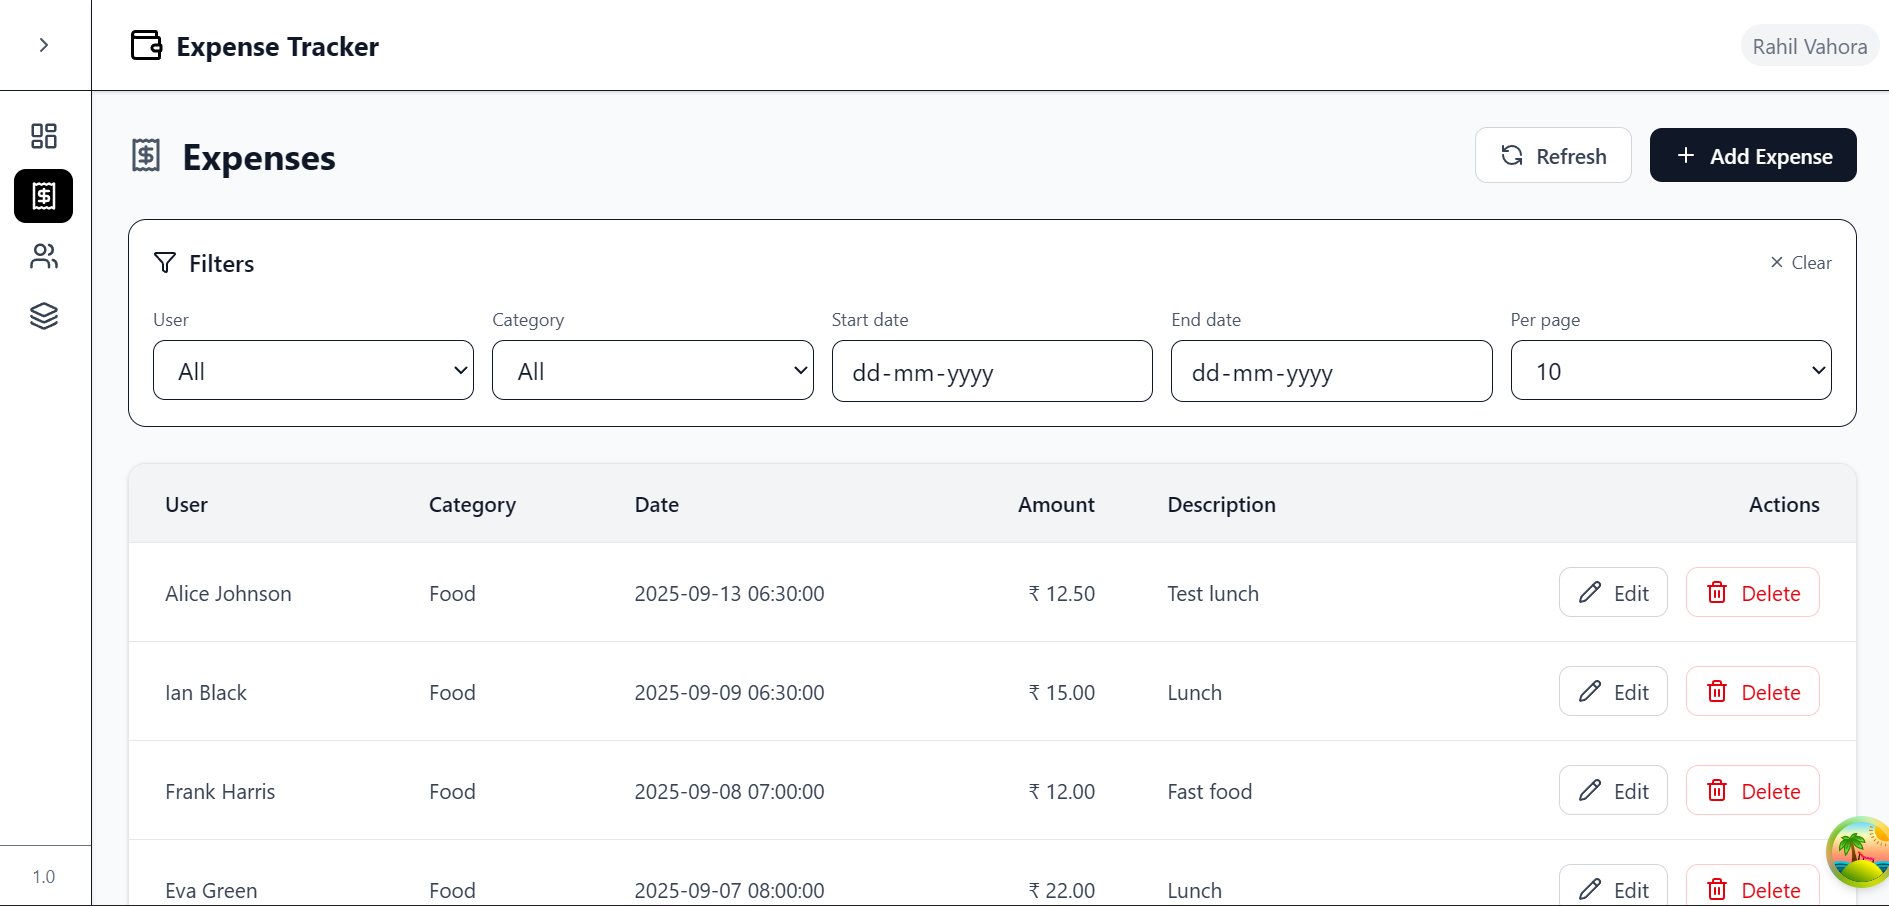 Expense Tracker
Rahil Vahora
Expenses
Refresh
Add Expense
Filters
Clear
User Category Start date End date Per page
All All dd-mm-yyyy dd-mm-yyyy 10
User Category Date Amount Description Actions
Alice Johnson Food 2025-09-13 06:30:00 ₹ 12.50 Test lunch Edit Delete
Ian Black Food 2025-09-09 06:30:00 ₹ 15.00 Lunch Edit Delete
Frank Harris Food 2025-09-08 07:00:00 ₹ 12.00 Fast food Edit Delete
Eva Green Food 2025-09-07 08:00:00 ₹ 22.00 Lunch Edit Delete
1.0